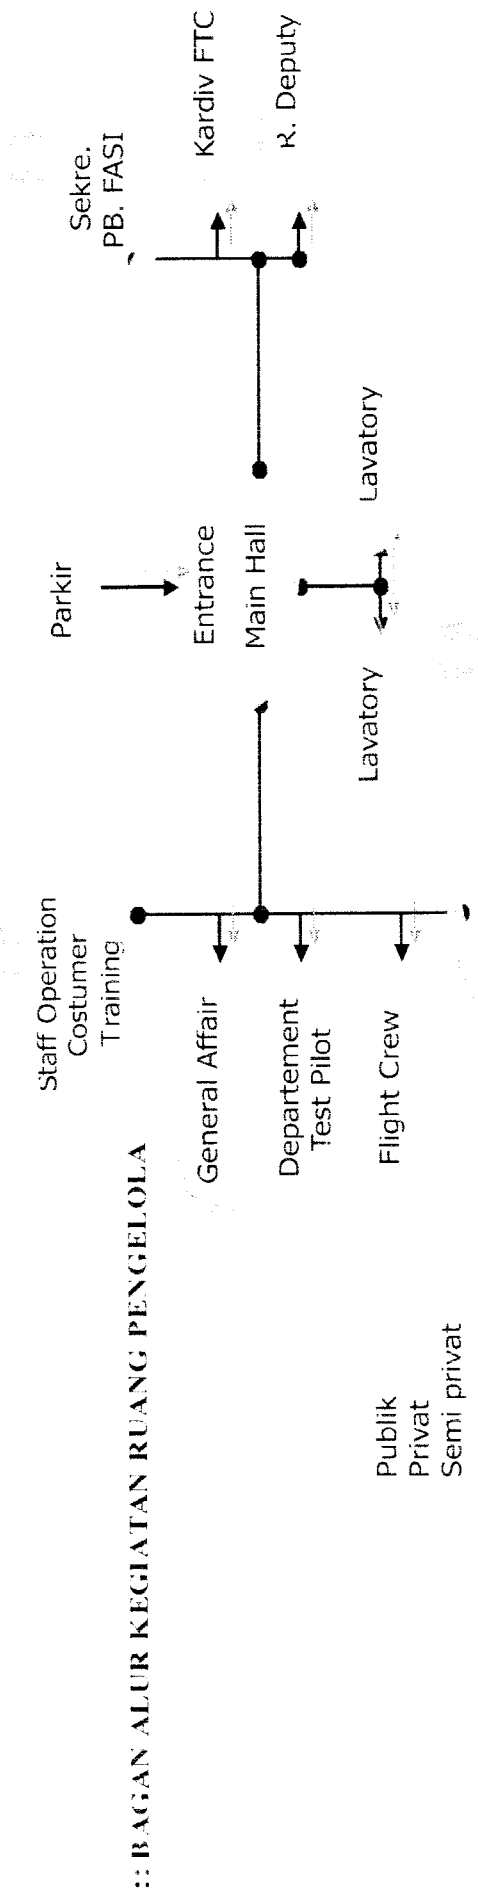 :: BAGAN ALUR KEGIATAN RUANG PENGELOLA
Staff Operation
Costumer
Training
General Affair
Departement
Test Pilot
Flight Crew
Parkir
Entrance
Main Hall
Lavatory
Lavatory
Sekre.
PB. FASI
Kardiv FTC
R. Deputy
Publik
Privat
Semi privat